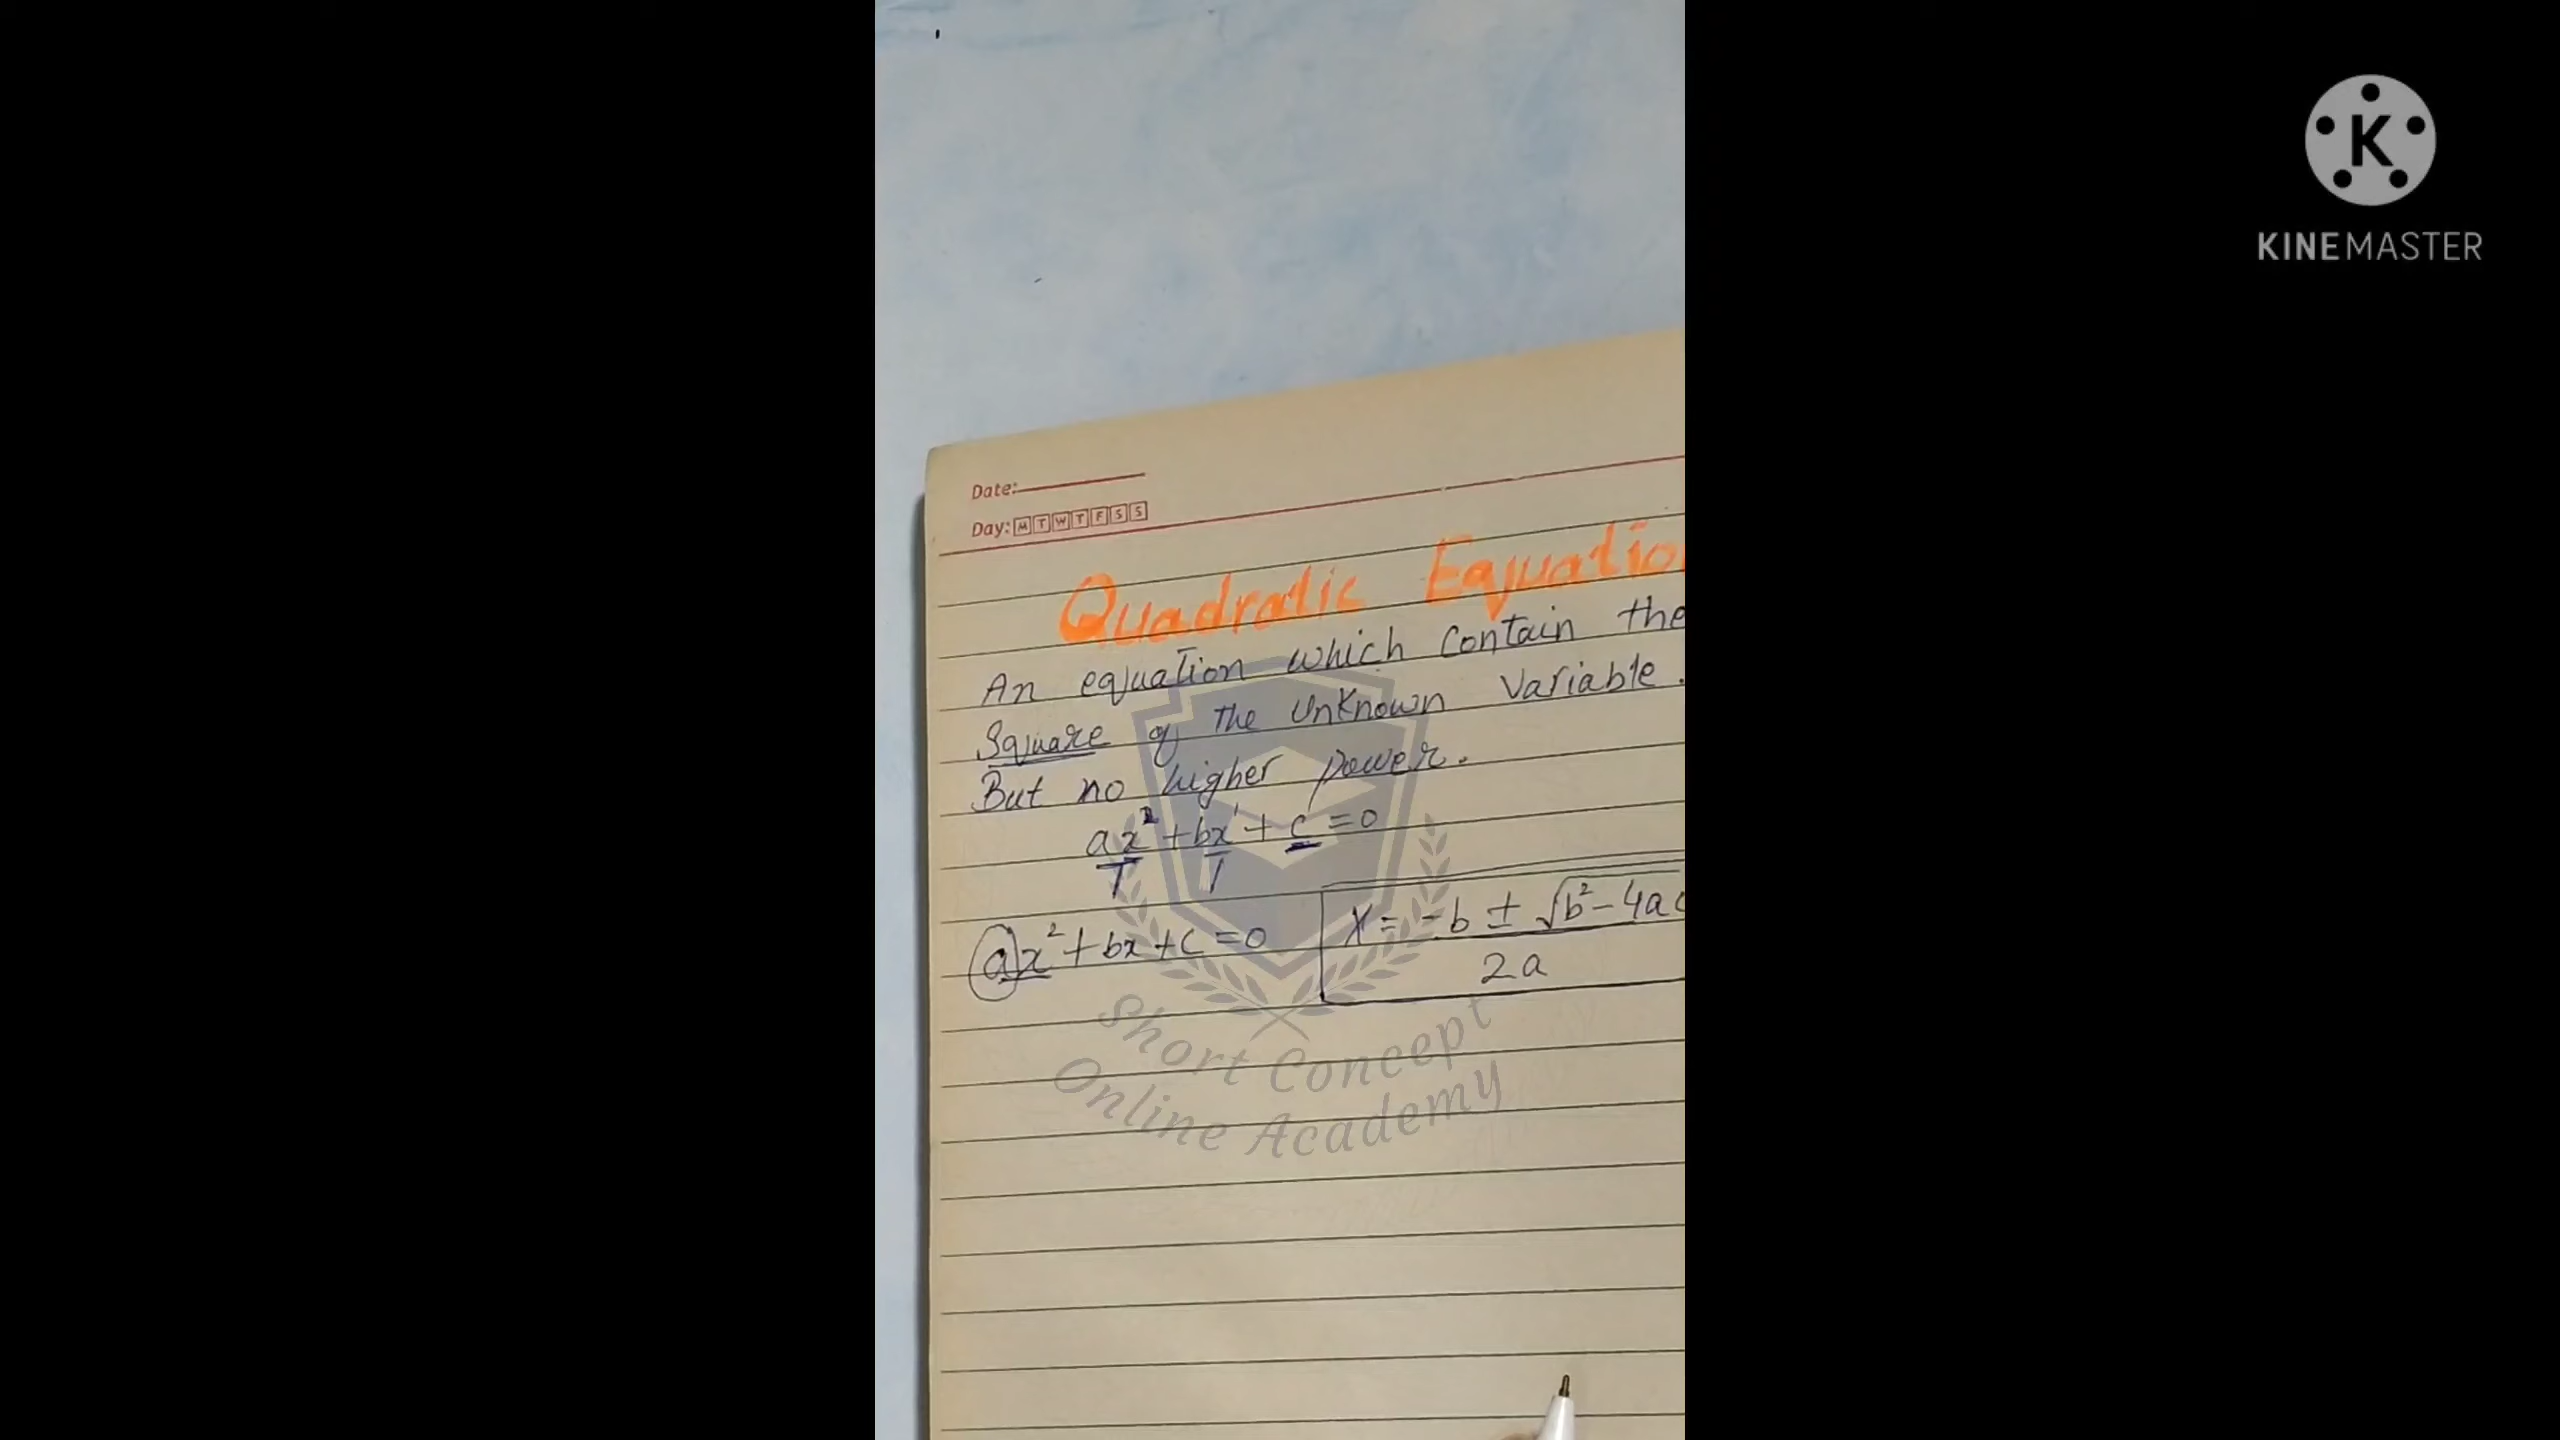 K
KINEMASTER
Date:
Day: M T W T F S S
Quadratic Equation
An equation which contain the
Square of the unknown variable.
But no higher power.
ax² + bx¹ + c = 0
ax² + bx + c = 0
X = -b ± √b² - 4ac
2a
Short Concept
Online Academy